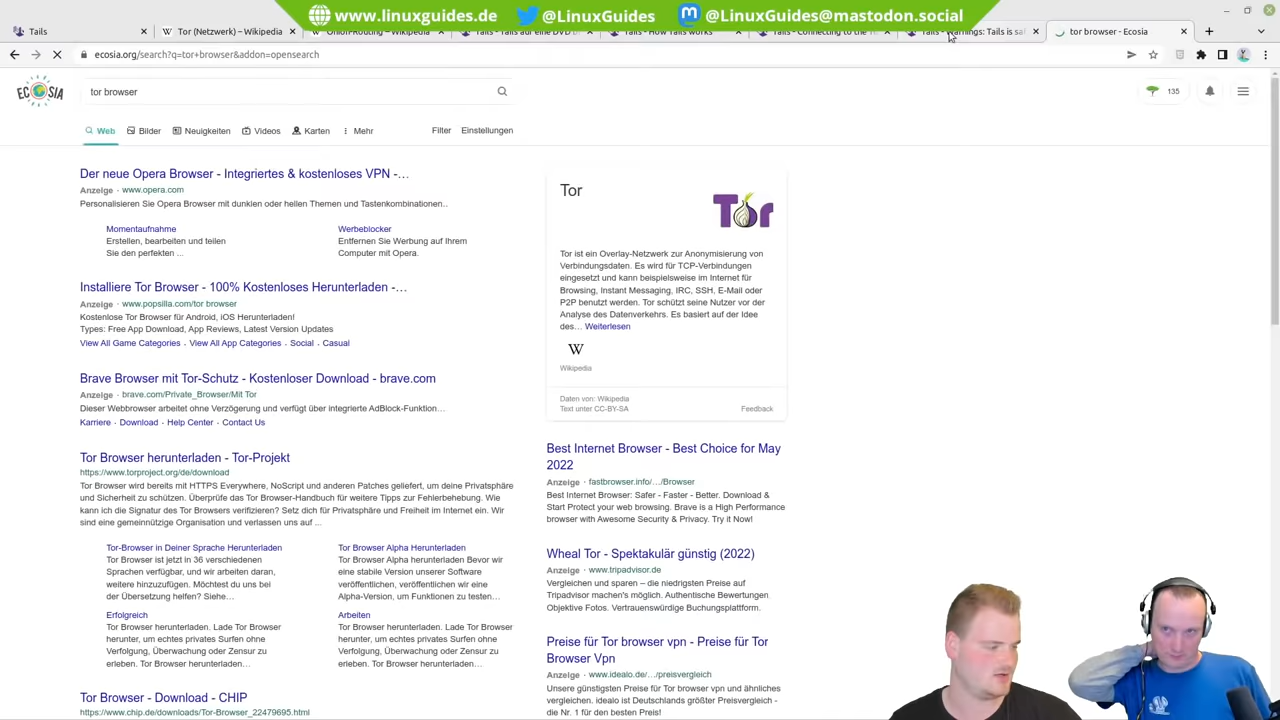 www.linuxguides.de
@LinuxGuides
@LinuxGuides@mastodon.social
Tails
Tor (Netzwerk) – Wikipedia
Onion-Routing – Wikipedia
Tails - Tails auf eine DVD b
Tails - How Tails works
Tails - Connecting to the
Tails - Warnings: Tails is sa
tor browser - Ecosia
ecosia.org/search?q=tor+browser&addon=opensearch
ECOSIA
tor browser
135
Web
Bilder
Neuigkeiten
Videos
Karten
Mehr
Filter
Einstellungen
Der neue Opera Browser - Integriertes & kostenloses VPN -…
Anzeige · www.opera.com
Personalisieren Sie Opera Browser mit dunklen oder hellen Themen und Tastenkombinationen..
Momentaufnahme
Erstellen, bearbeiten und teilen
Sie den perfekten ...
Werbeblocker
Entfernen Sie Werbung auf Ihrem
Computer mit Opera.
Installiere Tor Browser - 100% Kostenloses Herunterladen -…
Anzeige · www.popsilla.com/tor browser
Kostenlose Tor Browser für Android, iOS Herunterladen!
Types: Free App Download, App Reviews, Latest Version Updates
View All Game Categories · View All App Categories · Social · Casual
Brave Browser mit Tor-Schutz - Kostenloser Download - brave.com
Anzeige · brave.com/Private_Browser/Mit Tor
Dieser Webbrowser arbeitet ohne Verzögerung und verfügt über integrierte AdBlock-Funktion…
Karriere · Download · Help Center · Contact Us
Tor Browser herunterladen - Tor-Projekt
https://www.torproject.org/de/download
Tor Browser wird bereits mit HTTPS Everywhere, NoScript und anderen Patches geliefert, um deine Privatsphäre
und Sicherheit zu schützen. Überprüfe das Tor Browser-Handbuch für weitere Tipps zur Fehlerbehebung. Wie
kann ich die Signatur des Tor Browsers verifizieren? Setz dich für Privatsphäre und Freiheit im Internet ein. Wir
sind eine gemeinnützige Organisation und verlassen uns auf ...
Tor-Browser in Deiner Sprache Herunterladen
Tor Browser ist jetzt in 36 verschiedenen
Sprachen verfügbar, und wir arbeiten daran,
weitere hinzuzufügen. Möchtest du uns bei
der Übersetzung helfen? Siehe…
Tor Browser Alpha Herunterladen
Tor Browser Alpha herunterladen Bevor wir
eine stabile Version unserer Software
veröffentlichen, veröffentlichen wir eine
Alpha-Version, um Funktionen zu testen…
Erfolgreich
Tor Browser herunterladen. Lade Tor Browser
herunter, um echtes privates Surfen ohne
Verfolgung, Überwachung oder Zensur zu
erleben. Tor Browser herunterladen…
Arbeiten
Tor Browser herunterladen. Lade Tor Browser
herunter, um echtes privates Surfen ohne
Verfolgung, Überwachung oder Zensur zu
erleben. Tor Browser herunterladen…
Tor Browser - Download - CHIP
https://www.chip.de/downloads/Tor-Browser_22479695.html
Tor
Tor
Tor ist ein Overlay-Netzwerk zur Anonymisierung von
Verbindungsdaten. Es wird für TCP-Verbindungen
eingesetzt und kann beispielsweise im Internet für
Browsing, Instant Messaging, IRC, SSH, E-Mail oder
P2P benutzt werden. Tor schützt seine Nutzer vor der
Analyse des Datenverkehrs. Es basiert auf der Idee
des… Weiterlesen
W
Wikipedia
Daten von: Wikipedia
Text unter CC-BY-SA
Feedback
Best Internet Browser - Best Choice for May
2022
Anzeige · fastbrowser.info/…/Browser
Best Internet Browser: Safer - Faster - Better. Download &
Start Protect your web browsing. Brave is a High Performance
browser with Awesome Security & Privacy. Try it Now!
Wheal Tor - Spektakulär günstig (2022)
Anzeige · www.tripadvisor.de
Vergleichen und sparen – die niedrigsten Preise auf
Tripadvisor machen's möglich. Authentische Bewertungen.
Objektive Fotos. Vertrauenswürdige Buchungsplattform.
Preise für Tor browser vpn - Preise für Tor
Browser Vpn
Anzeige · www.idealo.de/…/preisvergleich
Unsere günstigsten Preise für Tor browser vpn und ähnliches
vergleichen. idealo ist Deutschlands größter Preisvergleich -
die Nr. 1 für den besten Preis!